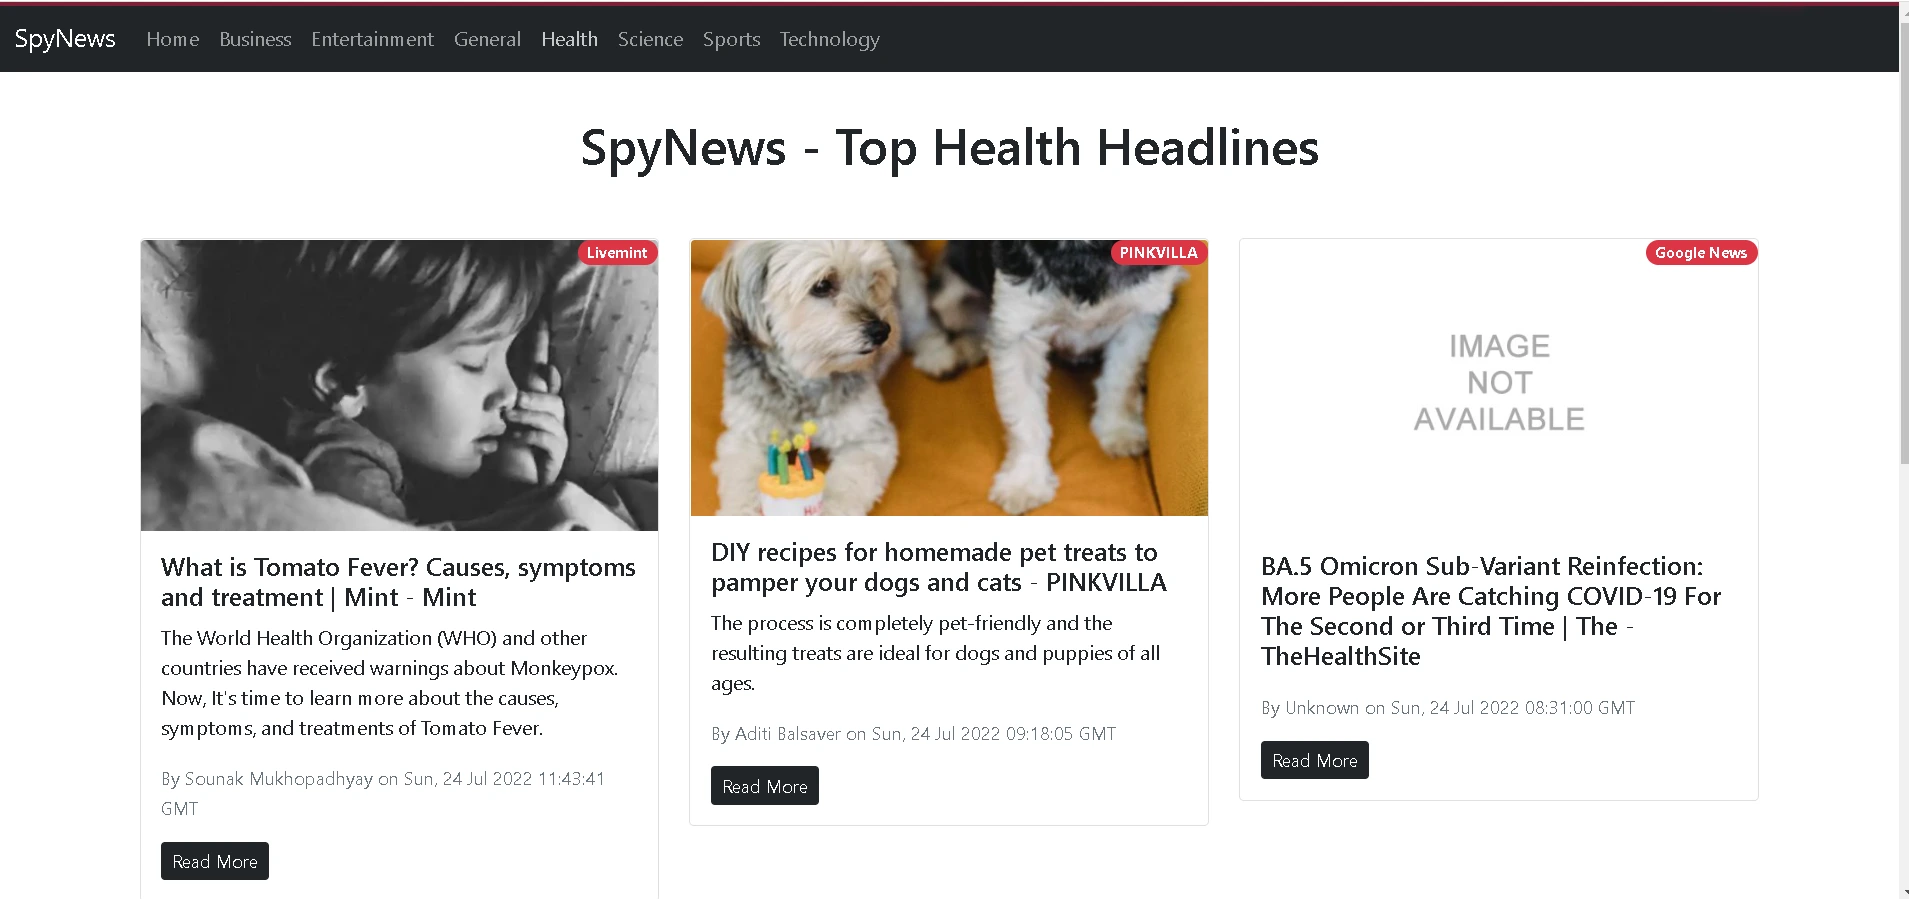 SpyNews Home Business Entertainment General Health Science Sports Technology
SpyNews - Top Health Headlines
Livemint
What is Tomato Fever? Causes, symptoms
and treatment | Mint - Mint
The World Health Organization (WHO) and other
countries have received warnings about Monkeypox.
Now, It's time to learn more about the causes,
symptoms, and treatments of Tomato Fever.
By Sounak Mukhopadhyay on Sun, 24 Jul 2022 11:43:41
GMT
Read More
PINKVILLA
DIY recipes for homemade pet treats to
pamper your dogs and cats - PINKVILLA
The process is completely pet-friendly and the
resulting treats are ideal for dogs and puppies of all
ages.
By Aditi Balsaver on Sun, 24 Jul 2022 09:18:05 GMT
Read More
Google News
IMAGE
NOT
AVAILABLE
BA.5 Omicron Sub-Variant Reinfection:
More People Are Catching COVID-19 For
The Second or Third Time | The -
TheHealthSite
By Unknown on Sun, 24 Jul 2022 08:31:00 GMT
Read More